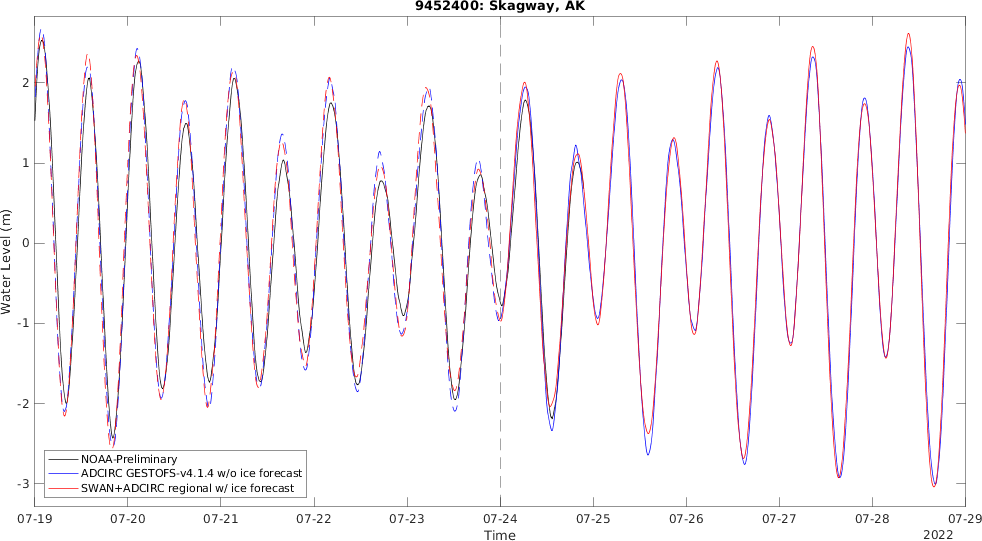 9452400: Skagway, AK
Water Level (m)
2
1
0
-1
-2
-3
NOAA-Preliminary
ADCIRC GESTOFS-v4.1.4 w/o ice forecast
SWAN+ADCIRC regional w/ ice forecast
07-19 07-20 07-21 07-22 07-23 07-24 07-25 07-26 07-27 07-28 07-29
Time
2022